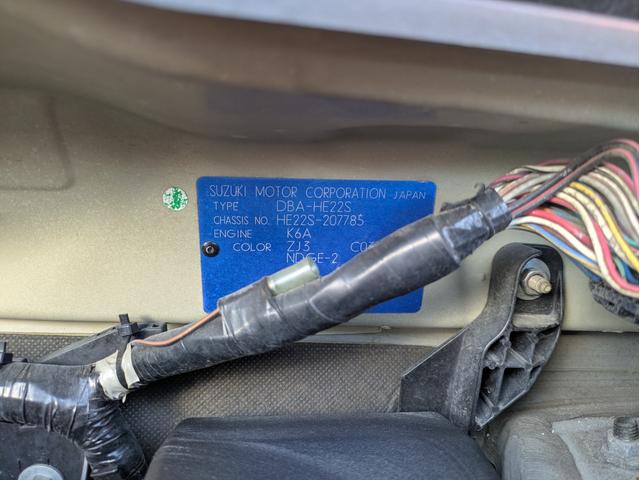 SUZUKI MOTOR CORPORATION JAPAN
TYPE DBA-HE22S
CHASSIS NO. HE22S-207785
ENGINE K6A
COLOR ZJ3
NDGE-2